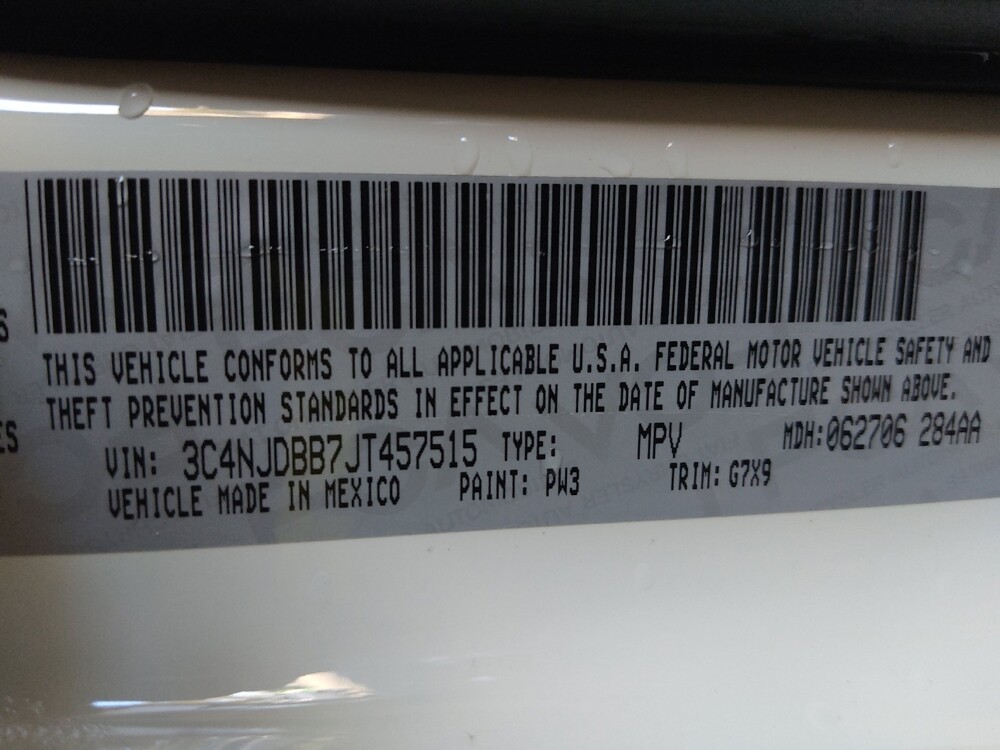 THIS VEHICLE CONFORMS TO ALL APPLICABLE U.S.A. FEDERAL MOTOR VEHICLE SAFETY AND
THEFT PREVENTION STANDARDS IN EFFECT ON THE DATE OF MANUFACTURE SHOWN ABOVE.
VIN: 3C4NJDBB7JT457515 TYPE: MPV MDH:062706 284AA
VEHICLE MADE IN MEXICO PAINT: PW3 TRIM: G7X9